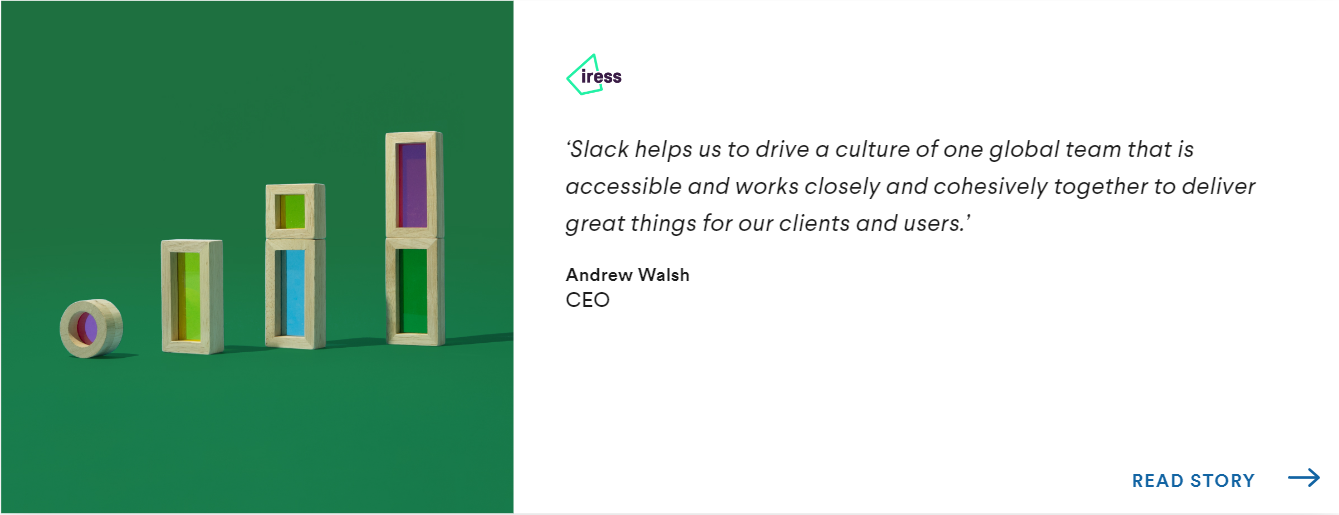 iress
‘Slack helps us to drive a culture of one global team that is
accessible and works closely and cohesively together to deliver
great things for our clients and users.’
Andrew Walsh
CEO
READ STORY